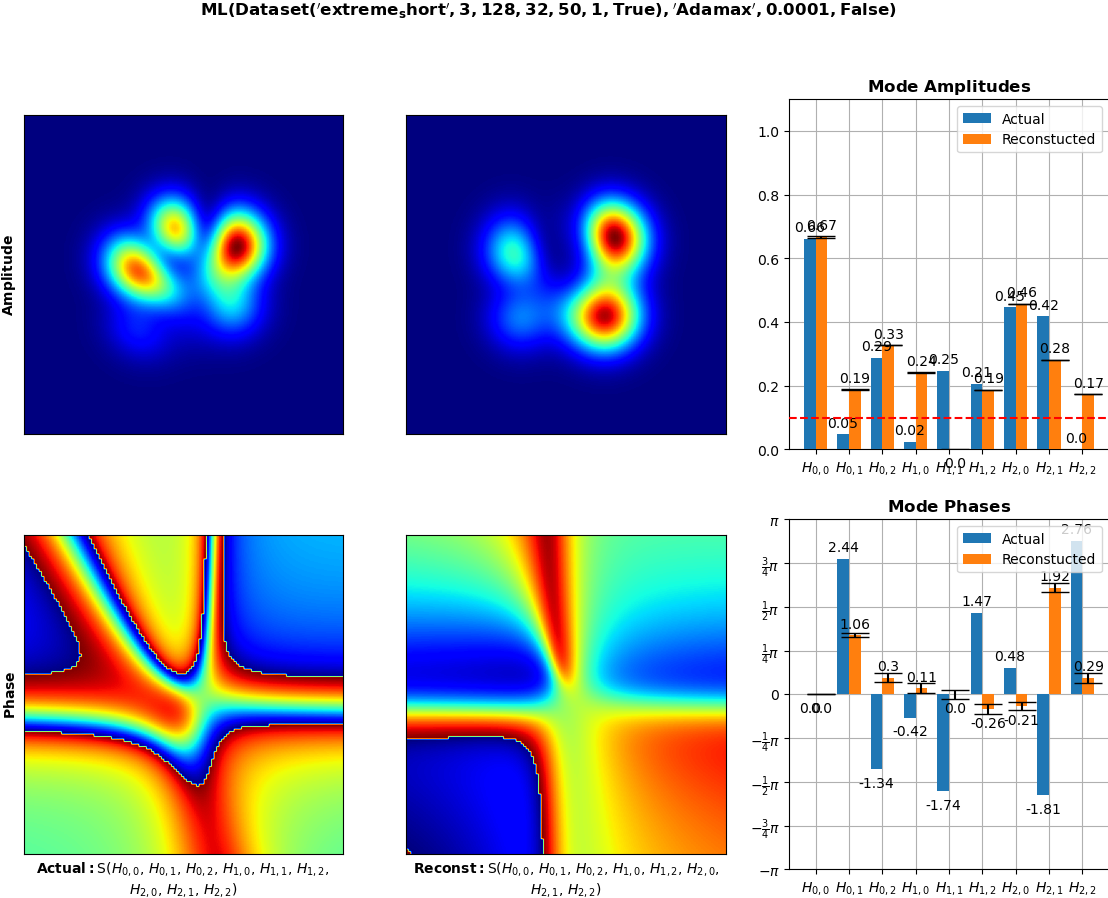 ML(Dataset('extreme_short', 3, 128, 32, 50, 1, True), 'Adamax', 0.0001, False)
Amplitude
Mode Amplitudes
Actual
Reconstucted
1.0
0.8
0.6
0.4
0.2
0.0
0.66 0.67
0.05 0.19
0.29 0.33
0.02 0.24
0.25 0.0
0.21 0.19
0.45 0.46
0.42 0.28
0.0 0.17
H0,0 H0,1 H0,2 H1,0 H1,1 H1,2 H2,0 H2,1 H2,2
Phase
Actual: S(H0,0, H0,1, H0,2, H1,0, H1,1, H1,2,
H2,0, H2,1, H2,2)
Reconst: S(H0,0, H0,1, H0,2, H1,0, H1,2, H2,0,
H2,1, H2,2)
Mode Phases
Actual
Reconstucted
π
3/4π
1/2π
1/4π
0
−1/4π
−1/2π
−3/4π
−π
0.0 0.0
2.44 1.06
-1.34 0.3
-0.42 0.11
-1.74 0.0
1.47 -0.26
0.48 -0.21
-1.81 1.92
2.76 0.29
H0,0 H0,1 H0,2 H1,0 H1,1 H1,2 H2,0 H2,1 H2,2